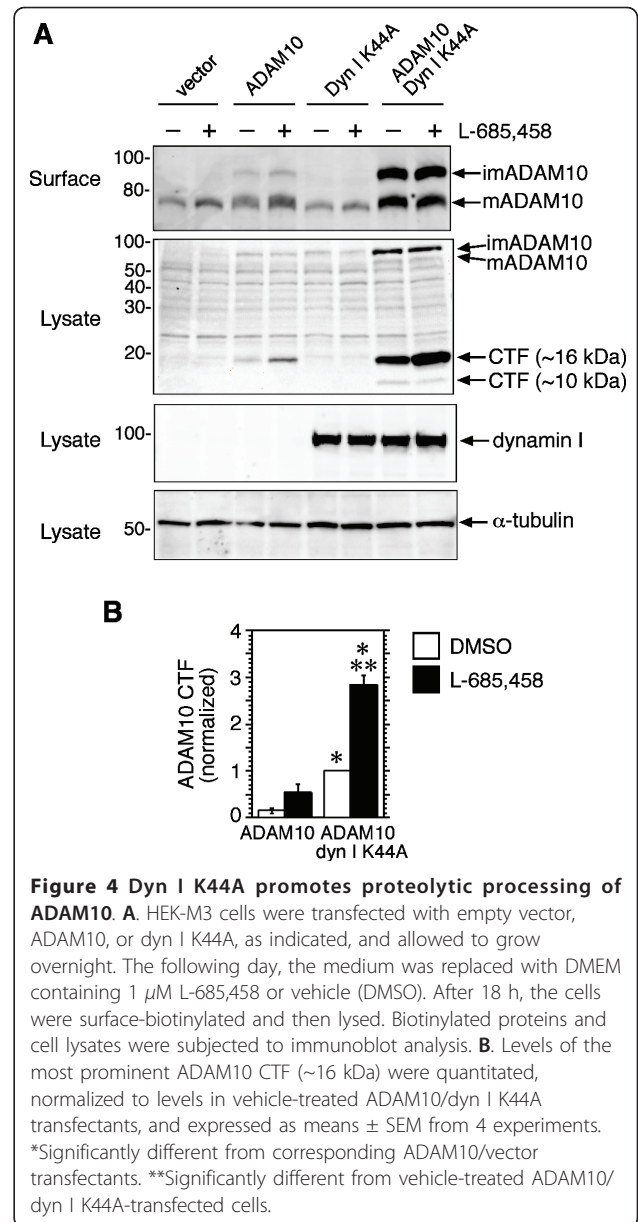 A
vector
ADAM10
Dyn I K44A
ADAM10
Dyn I K44A
− + − + − + − + L-685,458
Surface
100-
80-
imADAM10
mADAM10
Lysate
100-
50-
40-
30-
20-
imADAM10
mADAM10
CTF (~16 kDa)
CTF (~10 kDa)
Lysate
100-
dynamin I
Lysate
50-
α-tubulin
B
ADAM10 CTF
(normalized)
4
3
2
1
0
*
*
**
DMSO
L-685,458
ADAM10 ADAM10
dyn I K44A
Figure 4 Dyn I K44A promotes proteolytic processing of
ADAM10. A. HEK-M3 cells were transfected with empty vector,
ADAM10, or dyn I K44A, as indicated, and allowed to grow
overnight. The following day, the medium was replaced with DMEM
containing 1 μM L-685,458 or vehicle (DMSO). After 18 h, the cells
were surface-biotinylated and then lysed. Biotinylated proteins and
cell lysates were subjected to immunoblot analysis. B. Levels of the
most prominent ADAM10 CTF (~16 kDa) were quantitated,
normalized to levels in vehicle-treated ADAM10/dyn I K44A
transfectants, and expressed as means ± SEM from 4 experiments.
*Significantly different from corresponding ADAM10/vector
transfectants. **Significantly different from vehicle-treated ADAM10/
dyn I K44A-transfected cells.